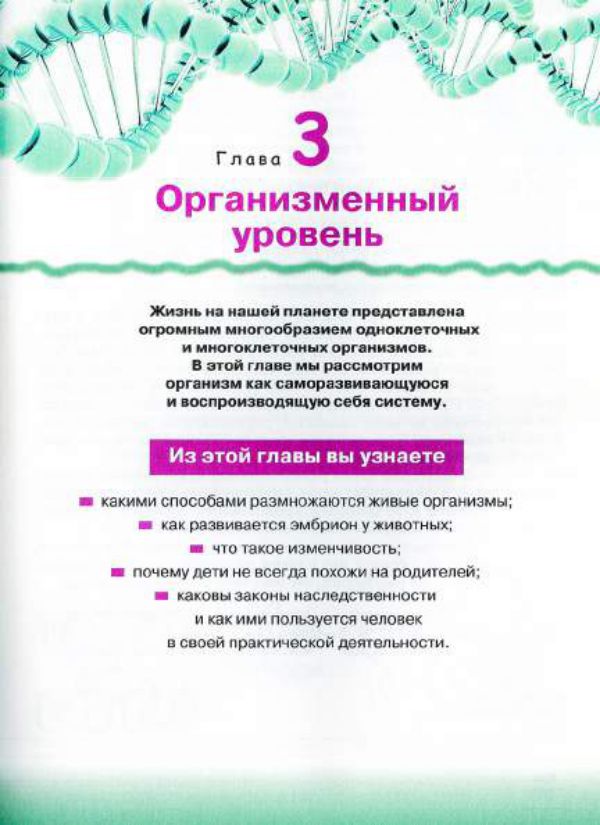 Глава 3
Организменный
уровень
Жизнь на нашей планете представлена
огромным многообразием одноклеточных
и многоклеточных организмов.
В этой главе мы рассмотрим
организм как саморазвивающуюся
и воспроизводящую себя систему.
Из этой главы вы узнаете
какими способами размножаются живые организмы;
как развивается эмбрион у животных;
что такое изменчивость;
почему дети не всегда похожи на родителей;
каковы законы наследственности
и как ими пользуется человек
в своей практической деятельности.